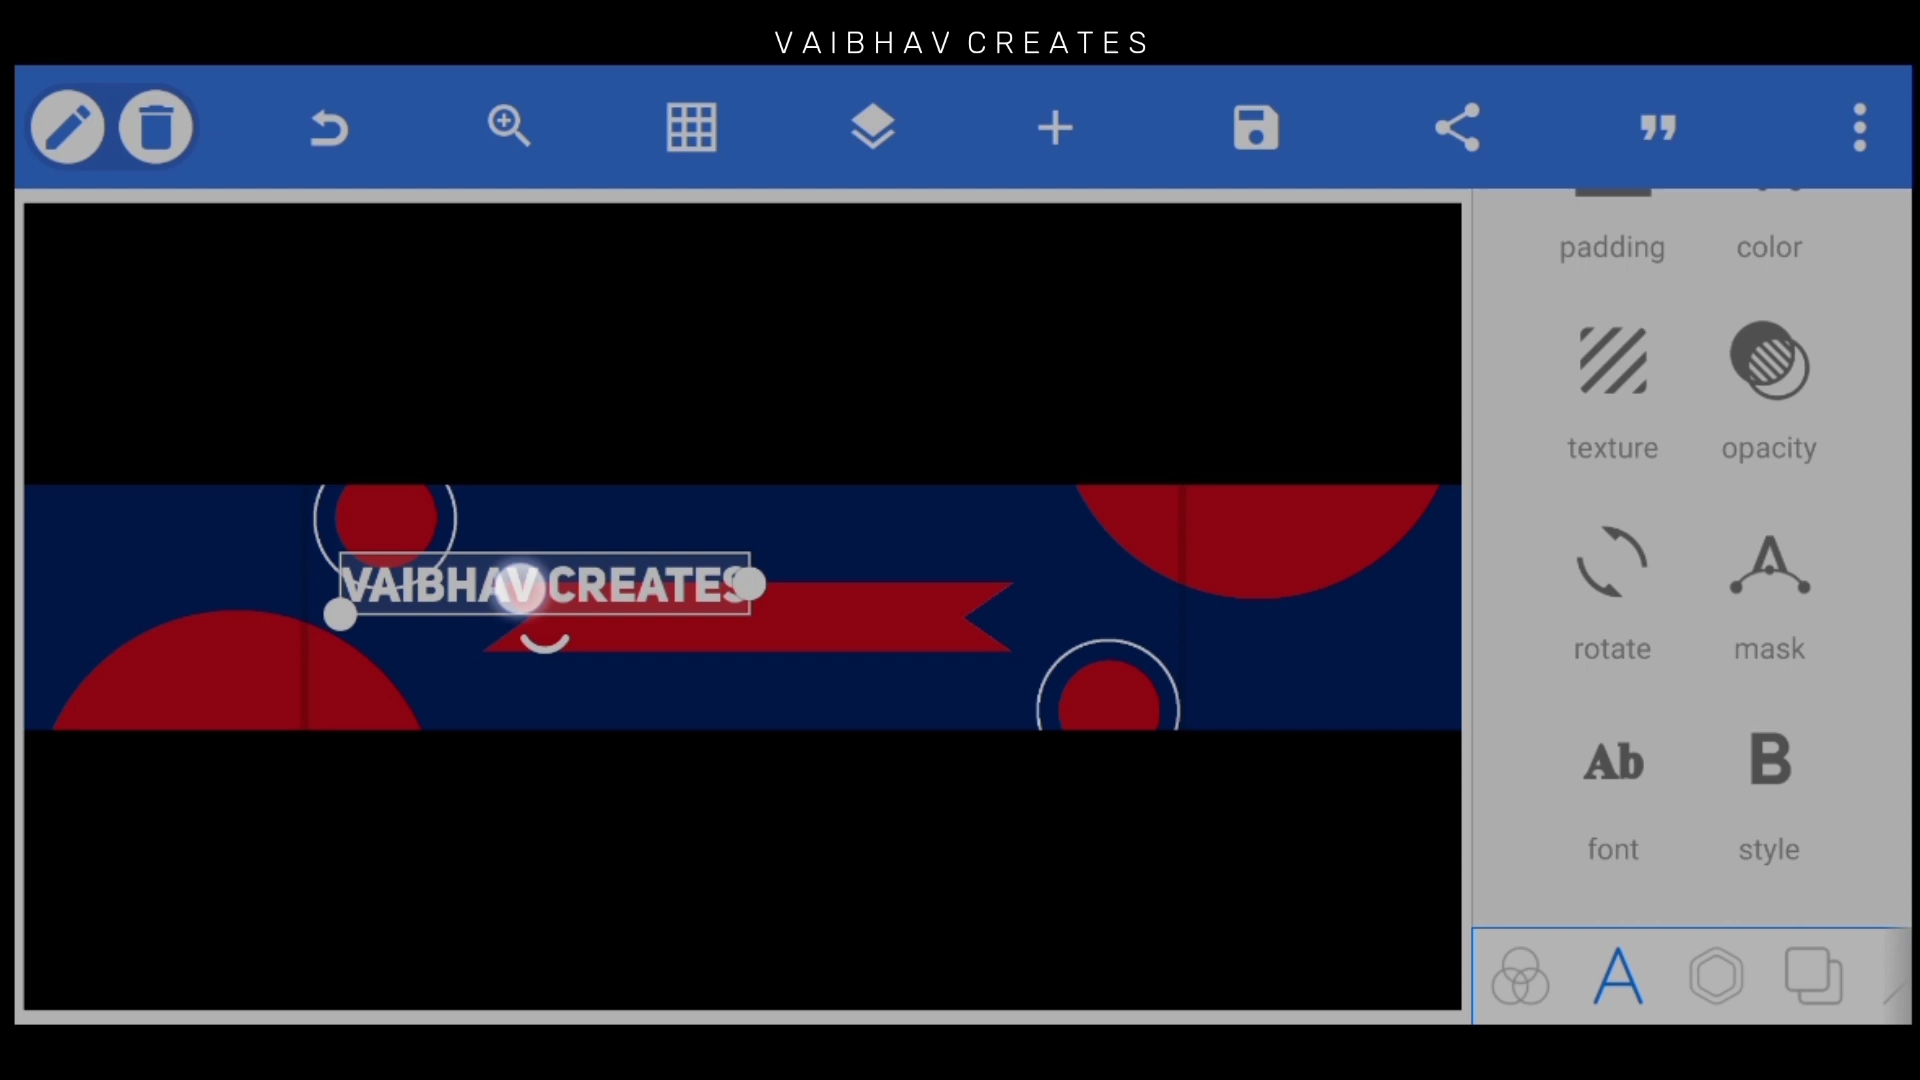 VAIBHAV CREATES
padding
color
texture
opacity
VAIBHAV CREATES
rotate
mask
Ab
B
font
style
A